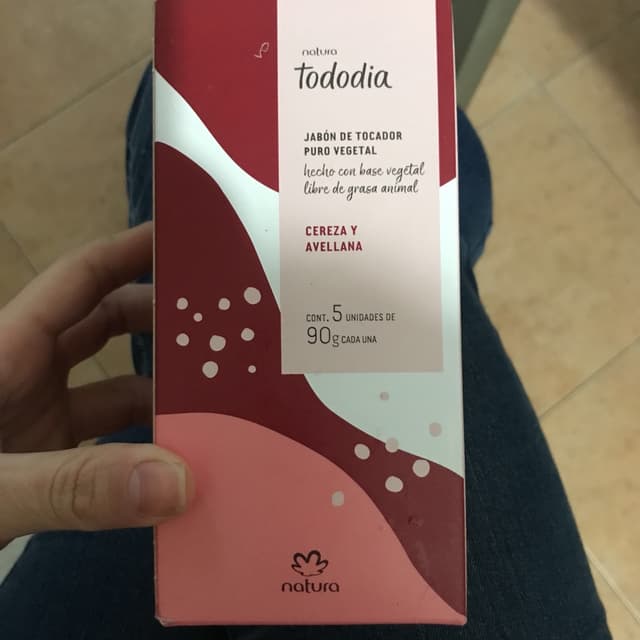 natura
Tododia
JABÓN DE TOCADOR
PURO VEGETAL
hecho con base vegetal
libre de grasa animal
CEREZA Y
AVELLANA
CONT. 5 UNIDADES DE
90g CADA UNA
natura